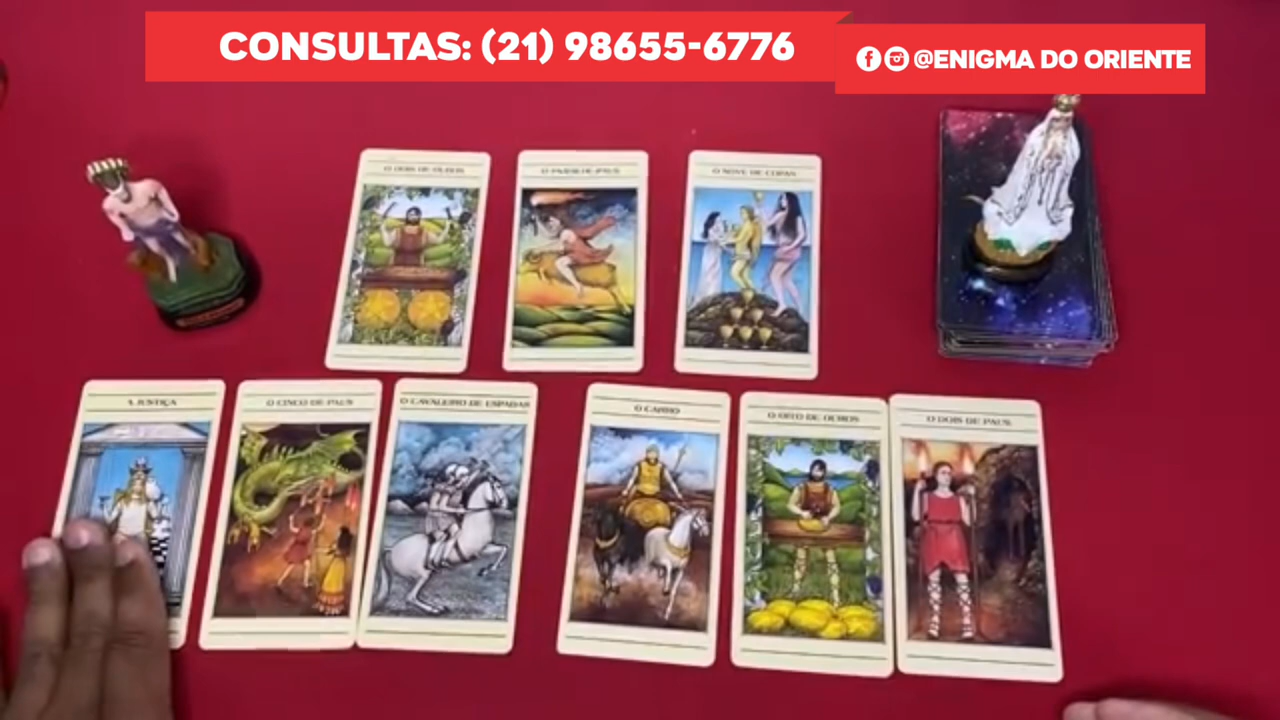 CONSULTAS: (21) 98655-6776
@ENIGMA DO ORIENTE
O DOIS DE OUROS
O PAJEM DE PAUS
O NOVE DE COPAS
A JUSTIÇA
O CINCO DE PAUS
O CAVALEIRO DE ESPADAS
O CARRO
O OITO DE OUROS
O DOIS DE PAUS